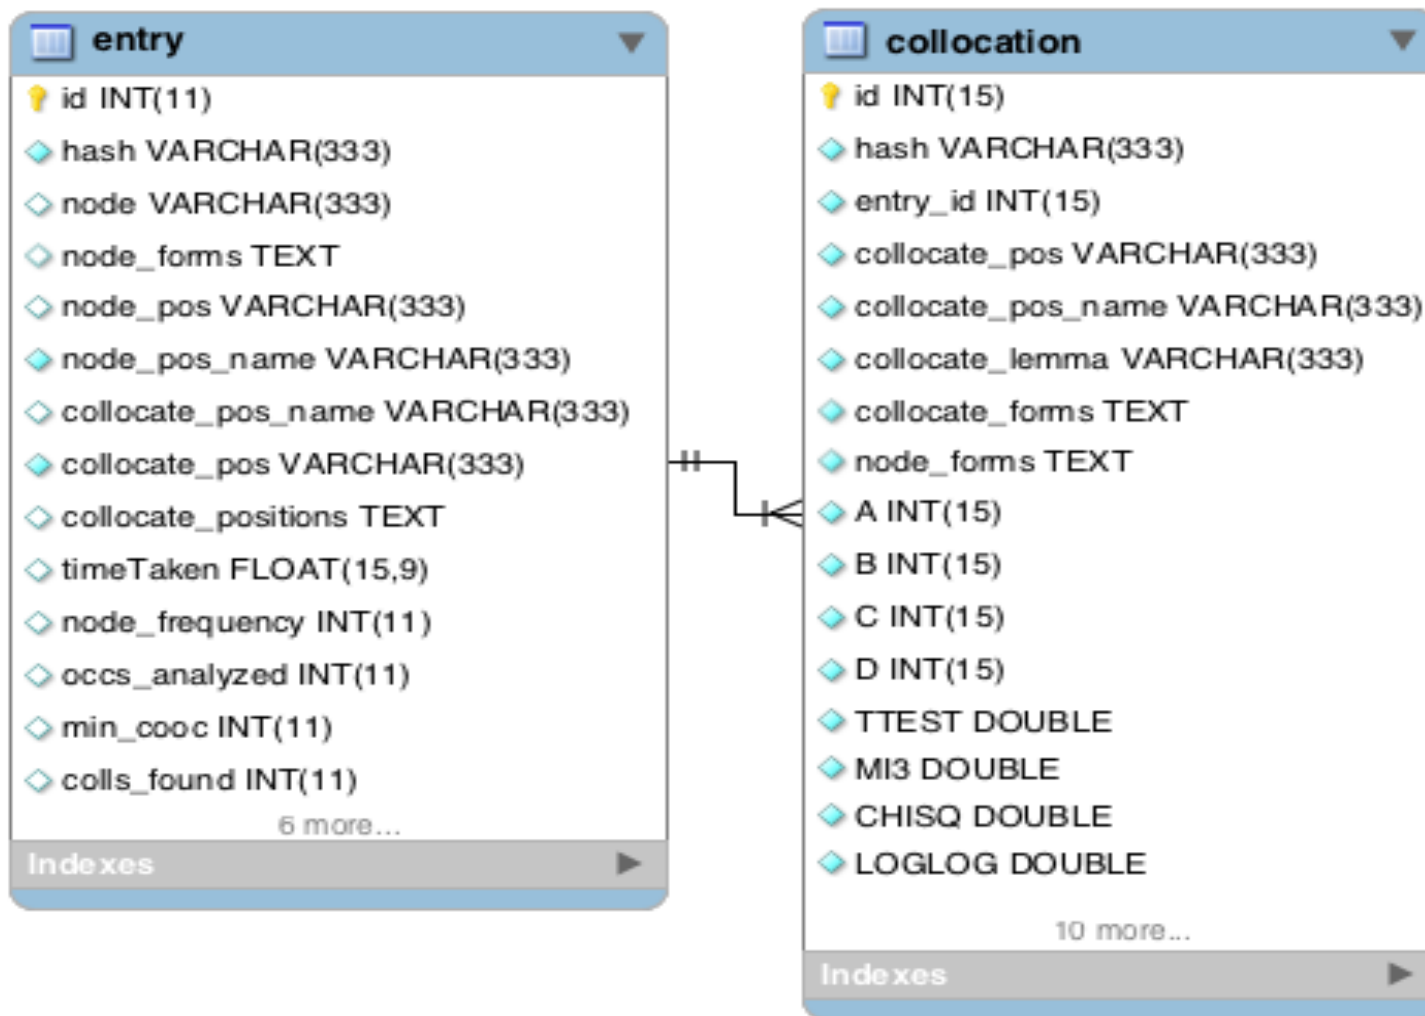 entry
id INT(11)
hash VARCHAR(333)
node VARCHAR(333)
node_forms TEXT
node_pos VARCHAR(333)
node_pos_name VARCHAR(333)
collocate_pos_name VARCHAR(333)
collocate_pos VARCHAR(333)
collocate_positions TEXT
timeTaken FLOAT(15,9)
node_frequency INT(11)
occs_analyzed INT(11)
min_cooc INT(11)
colls_found INT(11)
6 more...
Indexes
collocation
id INT(15)
hash VARCHAR(333)
entry_id INT(15)
collocate_pos VARCHAR(333)
collocate_pos_name VARCHAR(333)
collocate_lemma VARCHAR(333)
collocate_forms TEXT
node_forms TEXT
A INT(15)
B INT(15)
C INT(15)
D INT(15)
TTEST DOUBLE
MI3 DOUBLE
CHISQ DOUBLE
LOGLOG DOUBLE
10 more...
Indexes